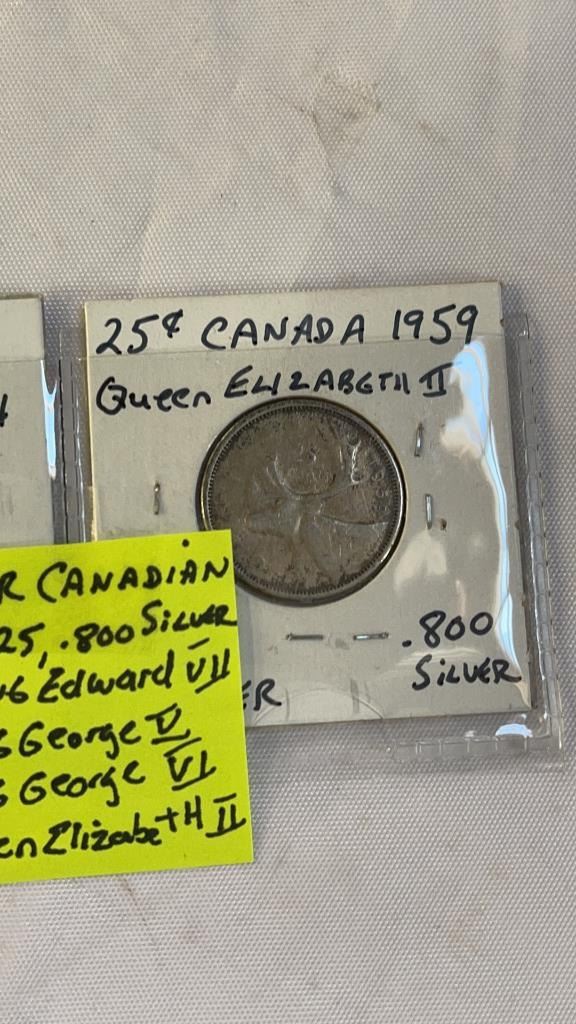 25¢ CANADA 1959
Queen ELIZABETH II
.800
SILVER
ER
R CANADIAN
25, .800 SILVER
Edward VII
George V
George VI
en Elizabeth II